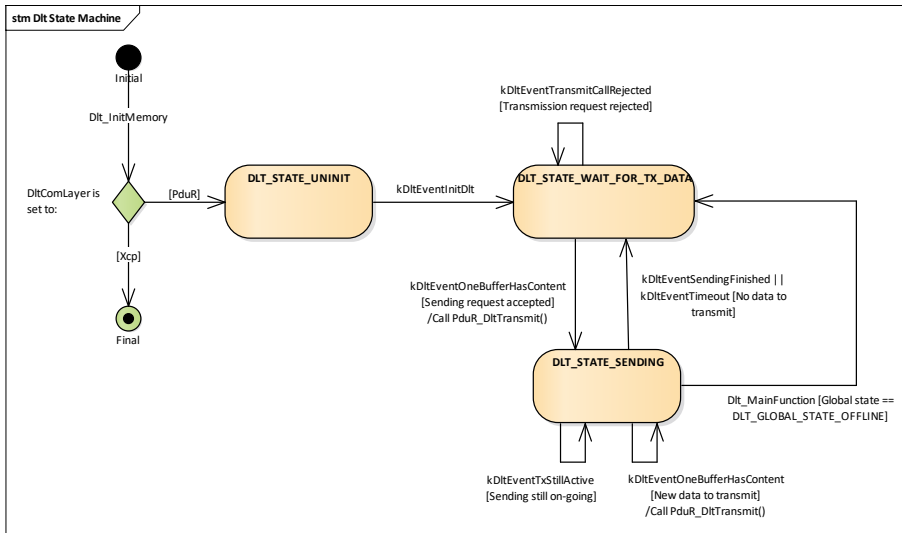 stm Dlt State Machine
Initial
Dlt_InitMemory
DltComLayer is
set to:
[PduR]
[Xcp]
Final
DLT_STATE_UNINIT
kDltEventInitDlt
kDltEventTransmitCallRejected
[Transmission request rejected]
DLT_STATE_WAIT_FOR_TX_DATA
kDltEventOneBufferHasContent
[Sending request accepted]
/Call PduR_DltTransmit()
kDltEventSendingFinished ||
kDltEventTimeout [No data to
transmit]
DLT_STATE_SENDING
Dlt_MainFunction [Global state ==
DLT_GLOBAL_STATE_OFFLINE]
kDltEventTxStillActive
[Sending still on-going]
kDltEventOneBufferHasContent
[New data to transmit]
/Call PduR_DltTransmit()